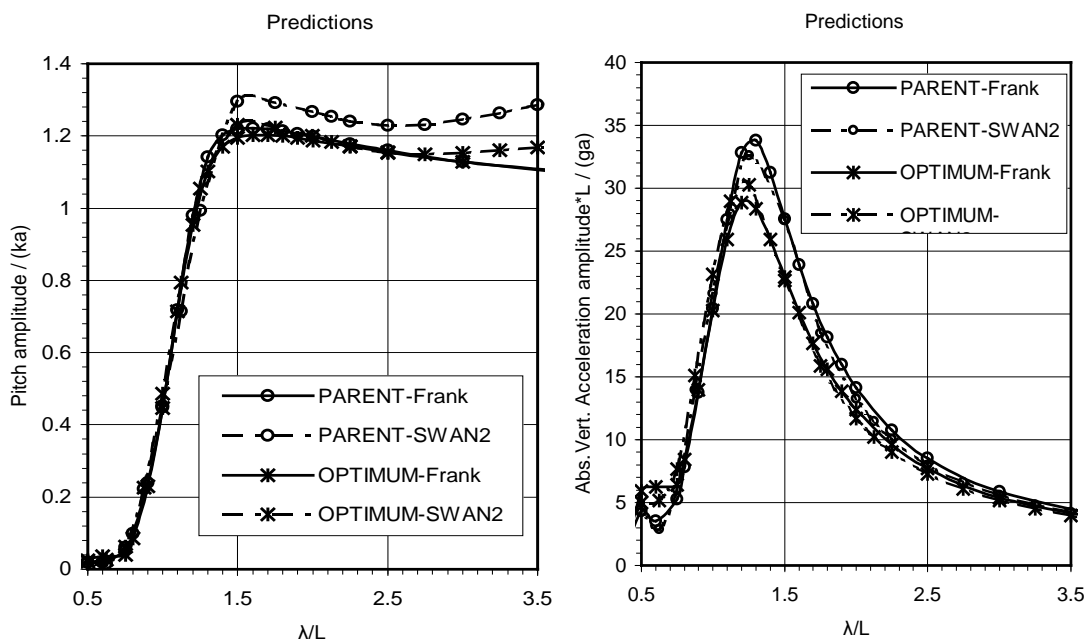 Predictions
Pitch amplitude / (ka)
1.4
1.2
1
0.8
0.6
0.4
0.2
0
0.5
1.5
2.5
3.5
λ/L
PARENT-Frank
PARENT-SWAN2
OPTIMUM-Frank
OPTIMUM-SWAN2
Predictions
Abs. Vert. Acceleration amplitude*L / (ga)
40
35
30
25
20
15
10
5
0
0.5
1.5
2.5
3.5
λ/L
PARENT-Frank
PARENT-SWAN2
OPTIMUM-Frank
OPTIMUM-